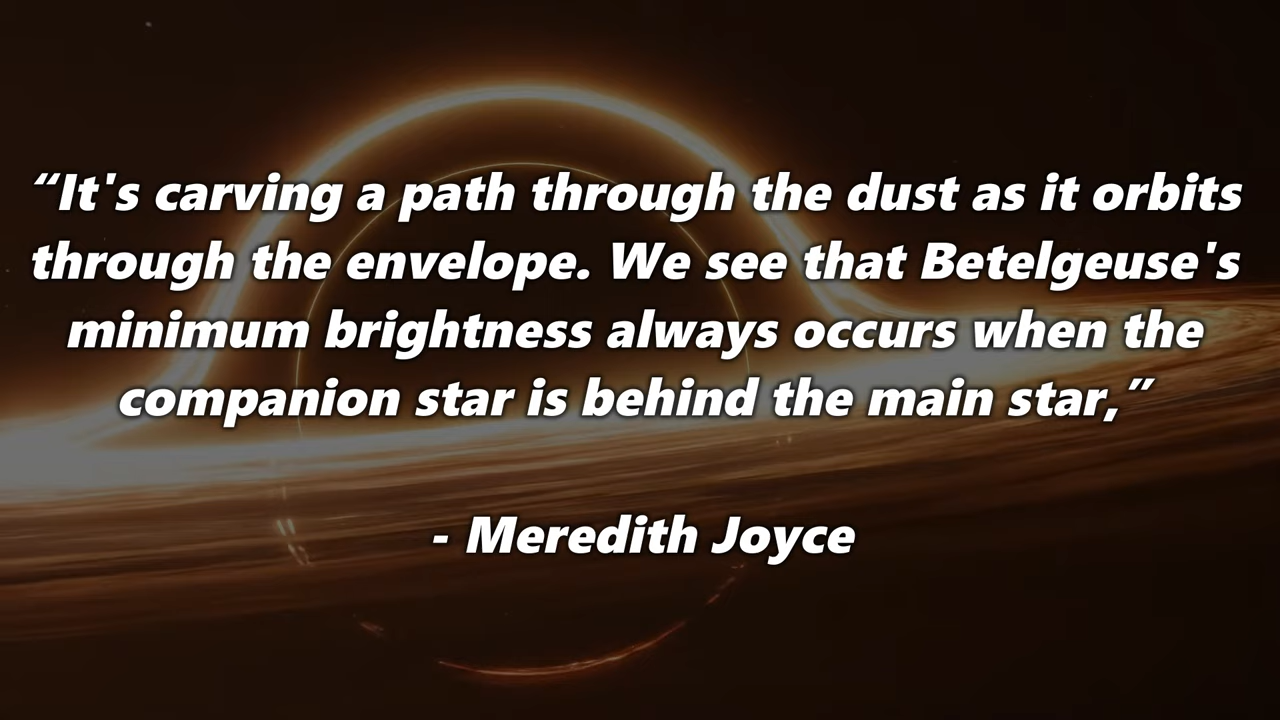 “It's carving a path through the dust as it orbits
through the envelope. We see that Betelgeuse's
minimum brightness always occurs when the
companion star is behind the main star,”
- Meredith Joyce